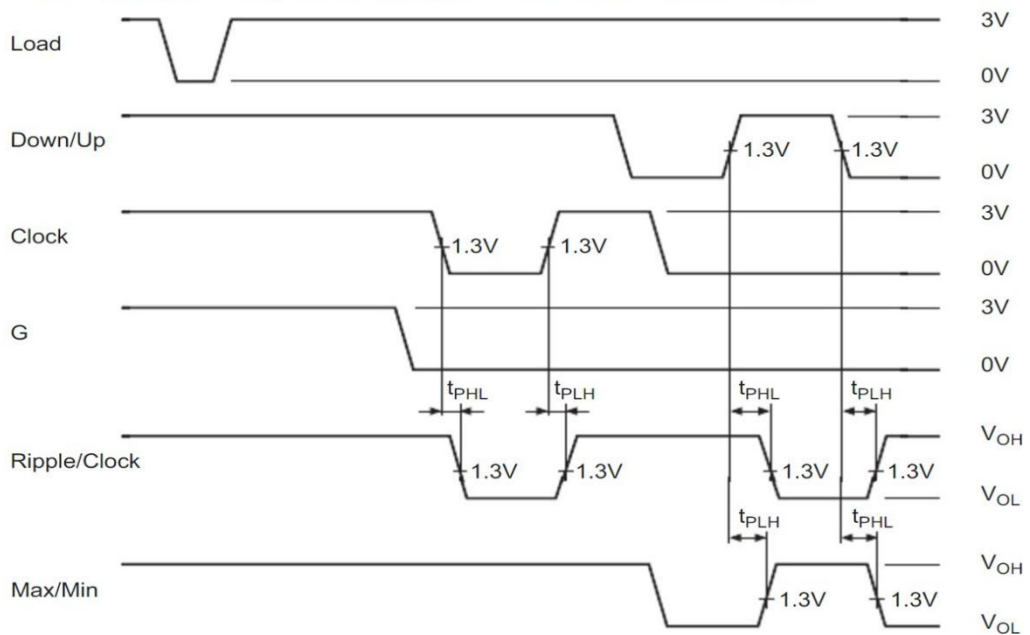 Load
3V
0V
Down/Up
3V
1.3V
1.3V
0V
Clock
3V
1.3V
1.3V
0V
G
3V
0V
tPHL
tPLH
tPHL
tPLH
Ripple/Clock
VOH
1.3V
1.3V
1.3V
1.3V
VOL
tPLH
tPHL
Max/Min
VOH
1.3V
1.3V
VOL